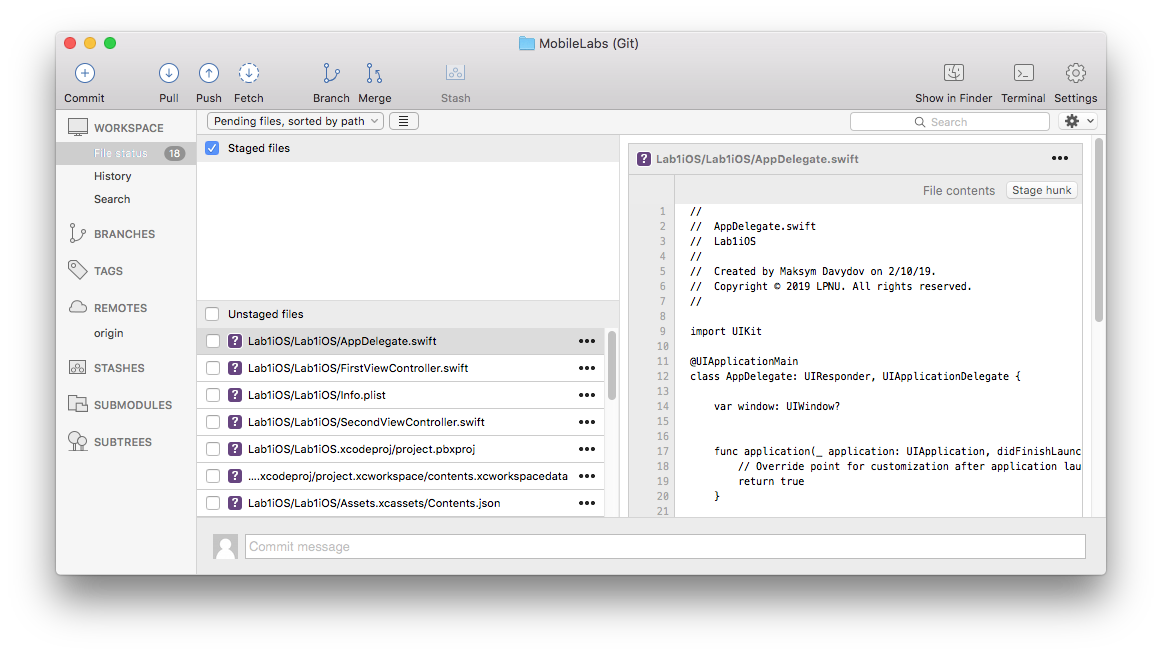 MobileLabs (Git)
Commit
Pull
Push
Fetch
Branch
Merge
Stash
Show in Finder
Terminal
Settings
WORKSPACE
File status
18
History
Search
BRANCHES
TAGS
REMOTES
origin
STASHES
SUBMODULES
SUBTREES
Pending files, sorted by path
Search
Staged files
Unstaged files
? Lab1iOS/Lab1iOS/AppDelegate.swift •••
? Lab1iOS/Lab1iOS/FirstViewController.swift •••
? Lab1iOS/Lab1iOS/Info.plist •••
? Lab1iOS/Lab1iOS/SecondViewController.swift •••
? Lab1iOS/Lab1iOS.xcodeproj/project.pbxproj •••
? ....xcodeproj/project.xcworkspace/contents.xcworkspacedata •••
? Lab1iOS/Lab1iOS/Assets.xcassets/Contents.json •••
? Lab1iOS/Lab1iOS/AppDelegate.swift •••
File contents
Stage hunk
1 //
2 //  AppDelegate.swift
3 //  Lab1iOS
4 //
5 //  Created by Maksym Davydov on 2/10/19.
6 //  Copyright © 2019 LPNU. All rights reserved.
7 //
8
9 import UIKit
10
11 @UIApplicationMain
12 class AppDelegate: UIResponder, UIApplicationDelegate {
13
14     var window: UIWindow?
15
16
17     func application(_ application: UIApplication, didFinishLaunc
18         // Override point for customization after application lau
19         return true
20     }
21
Commit message